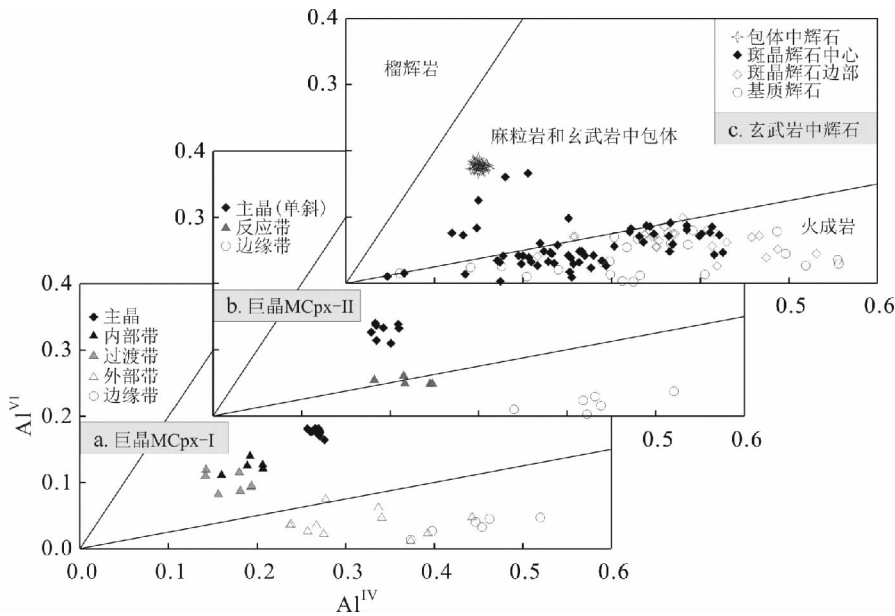 0.4
0.3
榴辉岩
麻粒岩和玄武岩中包体
包体中辉石
斑晶辉石中心
斑晶辉石边部
基质辉石
c. 玄武岩中辉石
火成岩
0.5
0.6
0.4
0.3
主晶(单斜)
反应带
边缘带
b. 巨晶MCpx-II
0.5
0.6
0.4
0.3
0.2
0.1
0.0
Al^VI
主晶
内部带
过渡带
外部带
边缘带
a. 巨晶MCpx-I
0.0
0.1
0.2
0.3
0.4
0.5
0.6
Al^IV